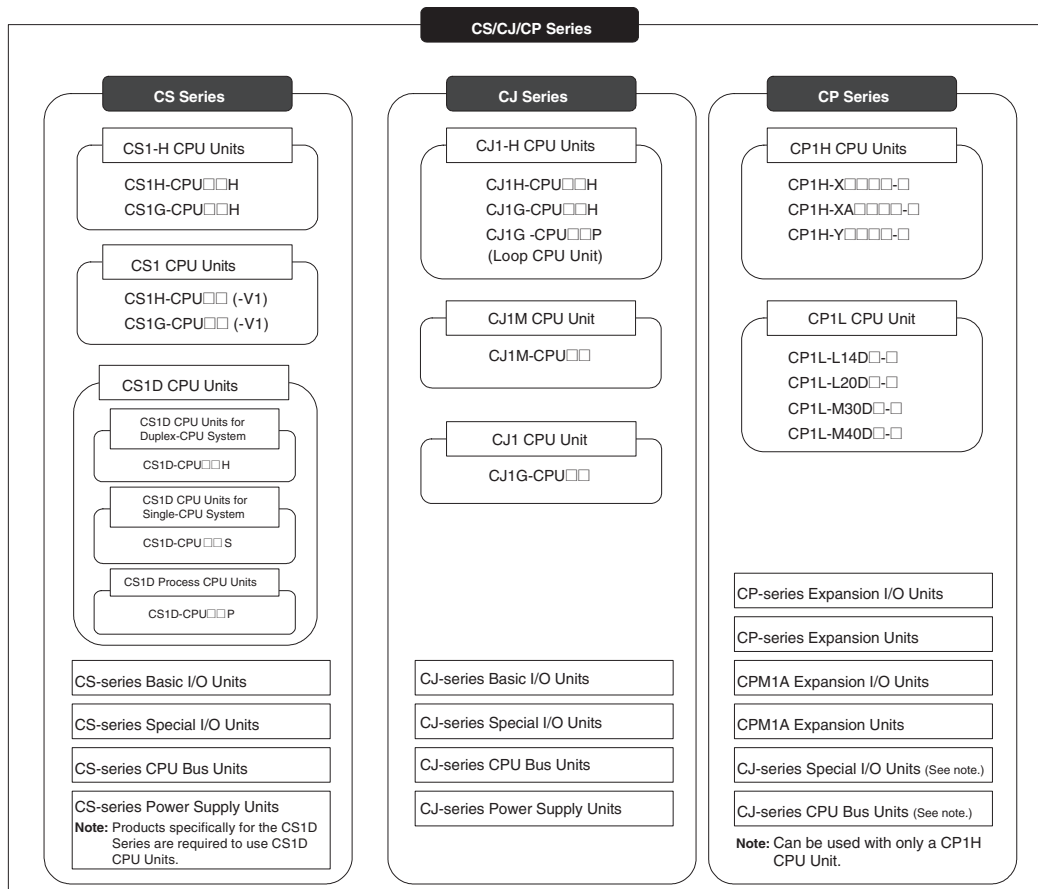 CS/CJ/CP Series
CS Series
CS1-H CPU Units
CS1H-CPU□□H
CS1G-CPU□□H
CS1 CPU Units
CS1H-CPU□□ (-V1)
CS1G-CPU□□ (-V1)
CS1D CPU Units
CS1D CPU Units for
Duplex-CPU System
CS1D-CPU□□H
CS1D CPU Units for
Single-CPU System
CS1D-CPU□□S
CS1D Process CPU Units
CS1D-CPU□□P
CS-series Basic I/O Units
CS-series Special I/O Units
CS-series CPU Bus Units
CS-series Power Supply Units
Note: Products specifically for the CS1D
Series are required to use CS1D
CPU Units.
CJ Series
CJ1-H CPU Units
CJ1H-CPU□□H
CJ1G-CPU□□H
CJ1G -CPU□□P
(Loop CPU Unit)
CJ1M CPU Unit
CJ1M-CPU□□
CJ1 CPU Unit
CJ1G-CPU□□
CJ-series Basic I/O Units
CJ-series Special I/O Units
CJ-series CPU Bus Units
CJ-series Power Supply Units
CP Series
CP1H CPU Units
CP1H-X□□□□-□
CP1H-XA□□□□-□
CP1H-Y□□□□-□
CP1L CPU Unit
CP1L-L14D□-□
CP1L-L20D□-□
CP1L-M30D□-□
CP1L-M40D□-□
CP-series Expansion I/O Units
CP-series Expansion Units
CPM1A Expansion I/O Units
CPM1A Expansion Units
CJ-series Special I/O Units (See note.)
CJ-series CPU Bus Units (See note.)
Note: Can be used with only a CP1H
CPU Unit.